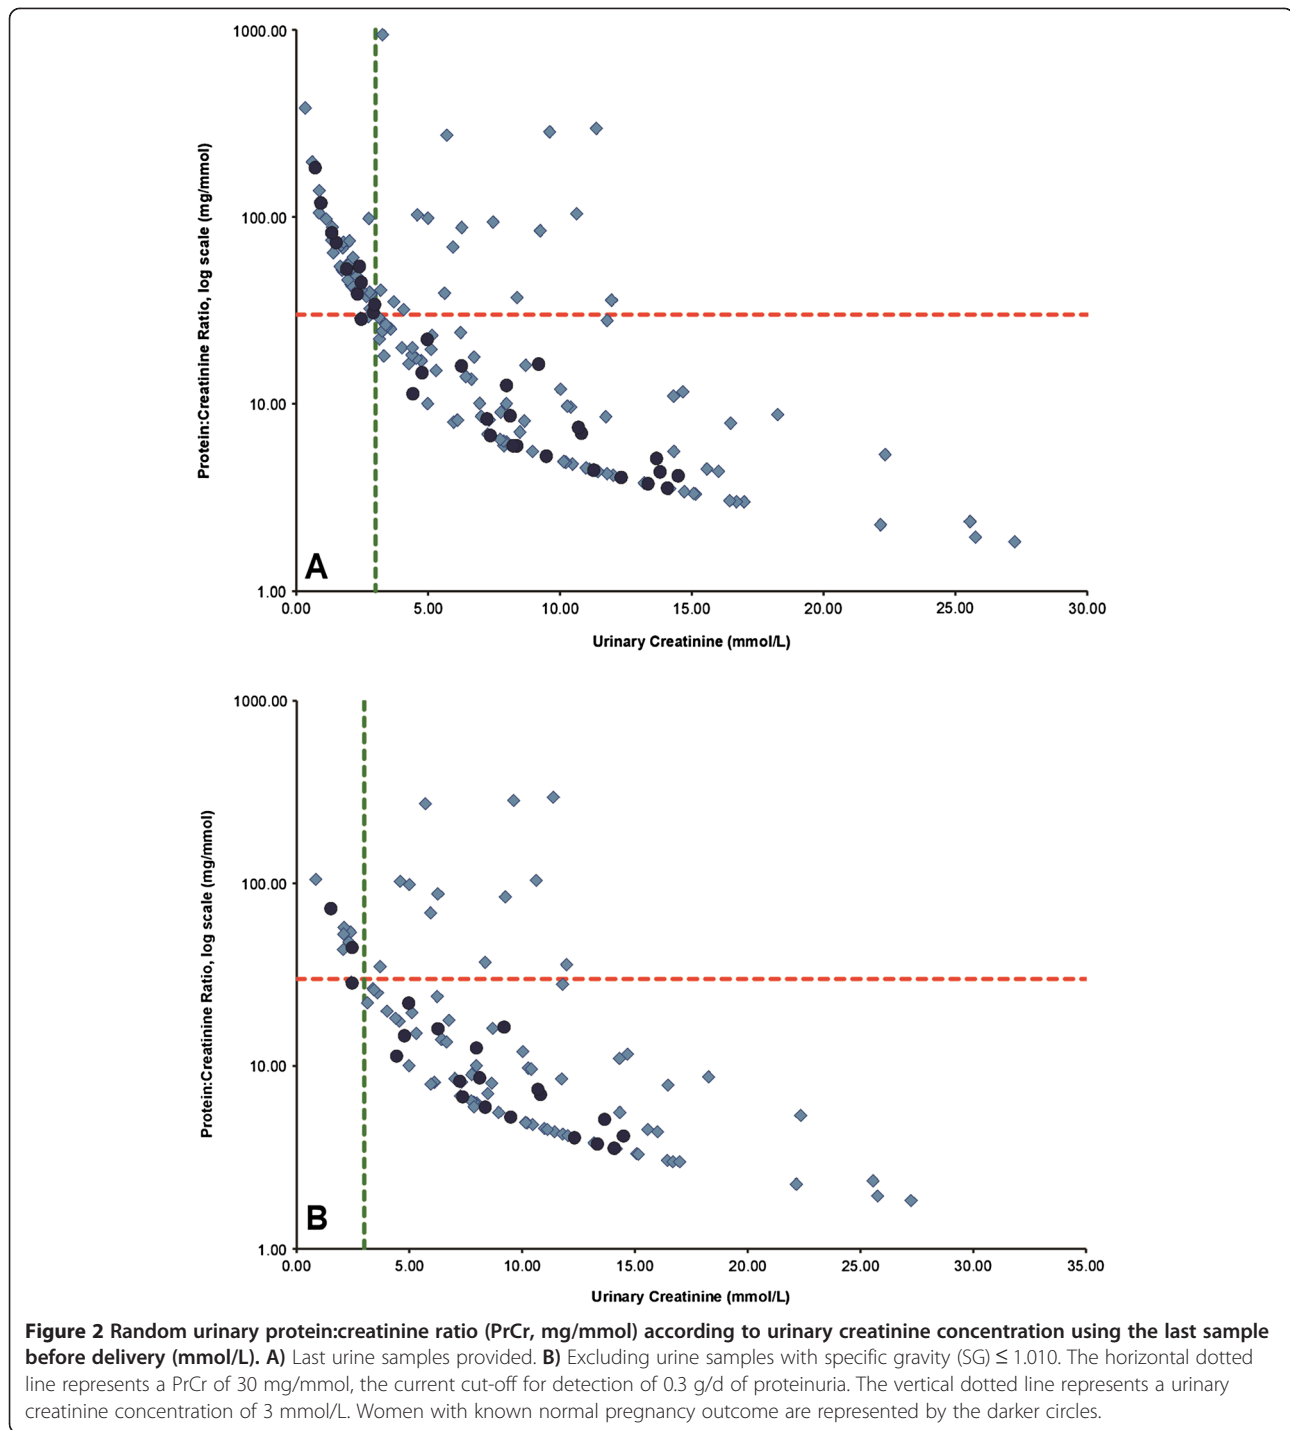 1000.00
100.00
10.00
1.00
Protein:Creatinine Ratio, log scale (mg/mmol)
A
0.00 5.00 10.00 15.00 20.00 25.00 30.00
Urinary Creatinine (mmol/L)
1000.00
100.00
10.00
1.00
Protein:Creatinine Ratio, log scale (mg/mmol)
B
0.00 5.00 10.00 15.00 20.00 25.00 30.00 35.00
Urinary Creatinine (mmol/L)
Figure 2 Random urinary protein:creatinine ratio (PrCr, mg/mmol) according to urinary creatinine concentration using the last sample
before delivery (mmol/L). A) Last urine samples provided. B) Excluding urine samples with specific gravity (SG) ≤ 1.010. The horizontal dotted
line represents a PrCr of 30 mg/mmol, the current cut-off for detection of 0.3 g/d of proteinuria. The vertical dotted line represents a urinary
creatinine concentration of 3 mmol/L. Women with known normal pregnancy outcome are represented by the darker circles.